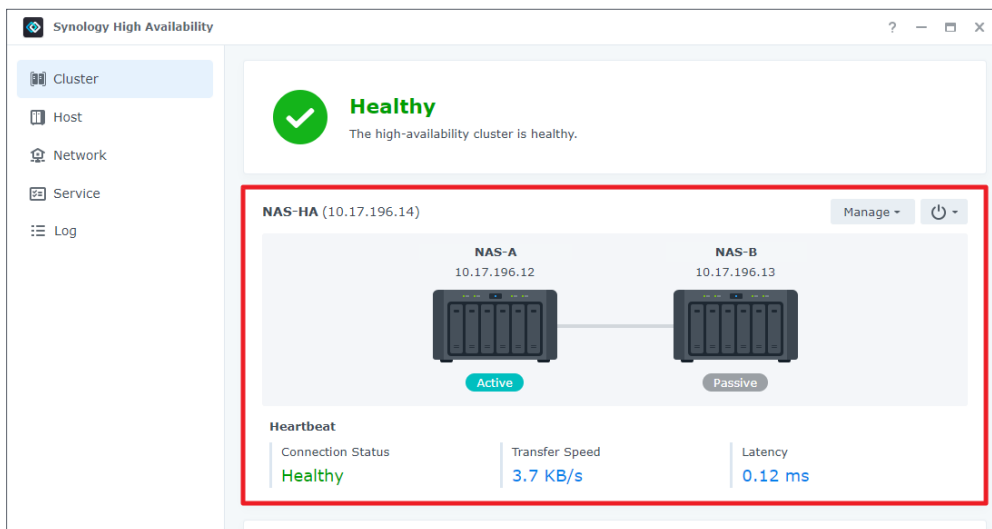 Synology High Availability
Cluster
Host
Network
Service
Log
Healthy
The high-availability cluster is healthy.
NAS-HA (10.17.196.14)
Manage
NAS-A
10.17.196.12
NAS-B
10.17.196.13
Active
Passive
Heartbeat
Connection Status
Healthy
Transfer Speed
3.7 KB/s
Latency
0.12 ms